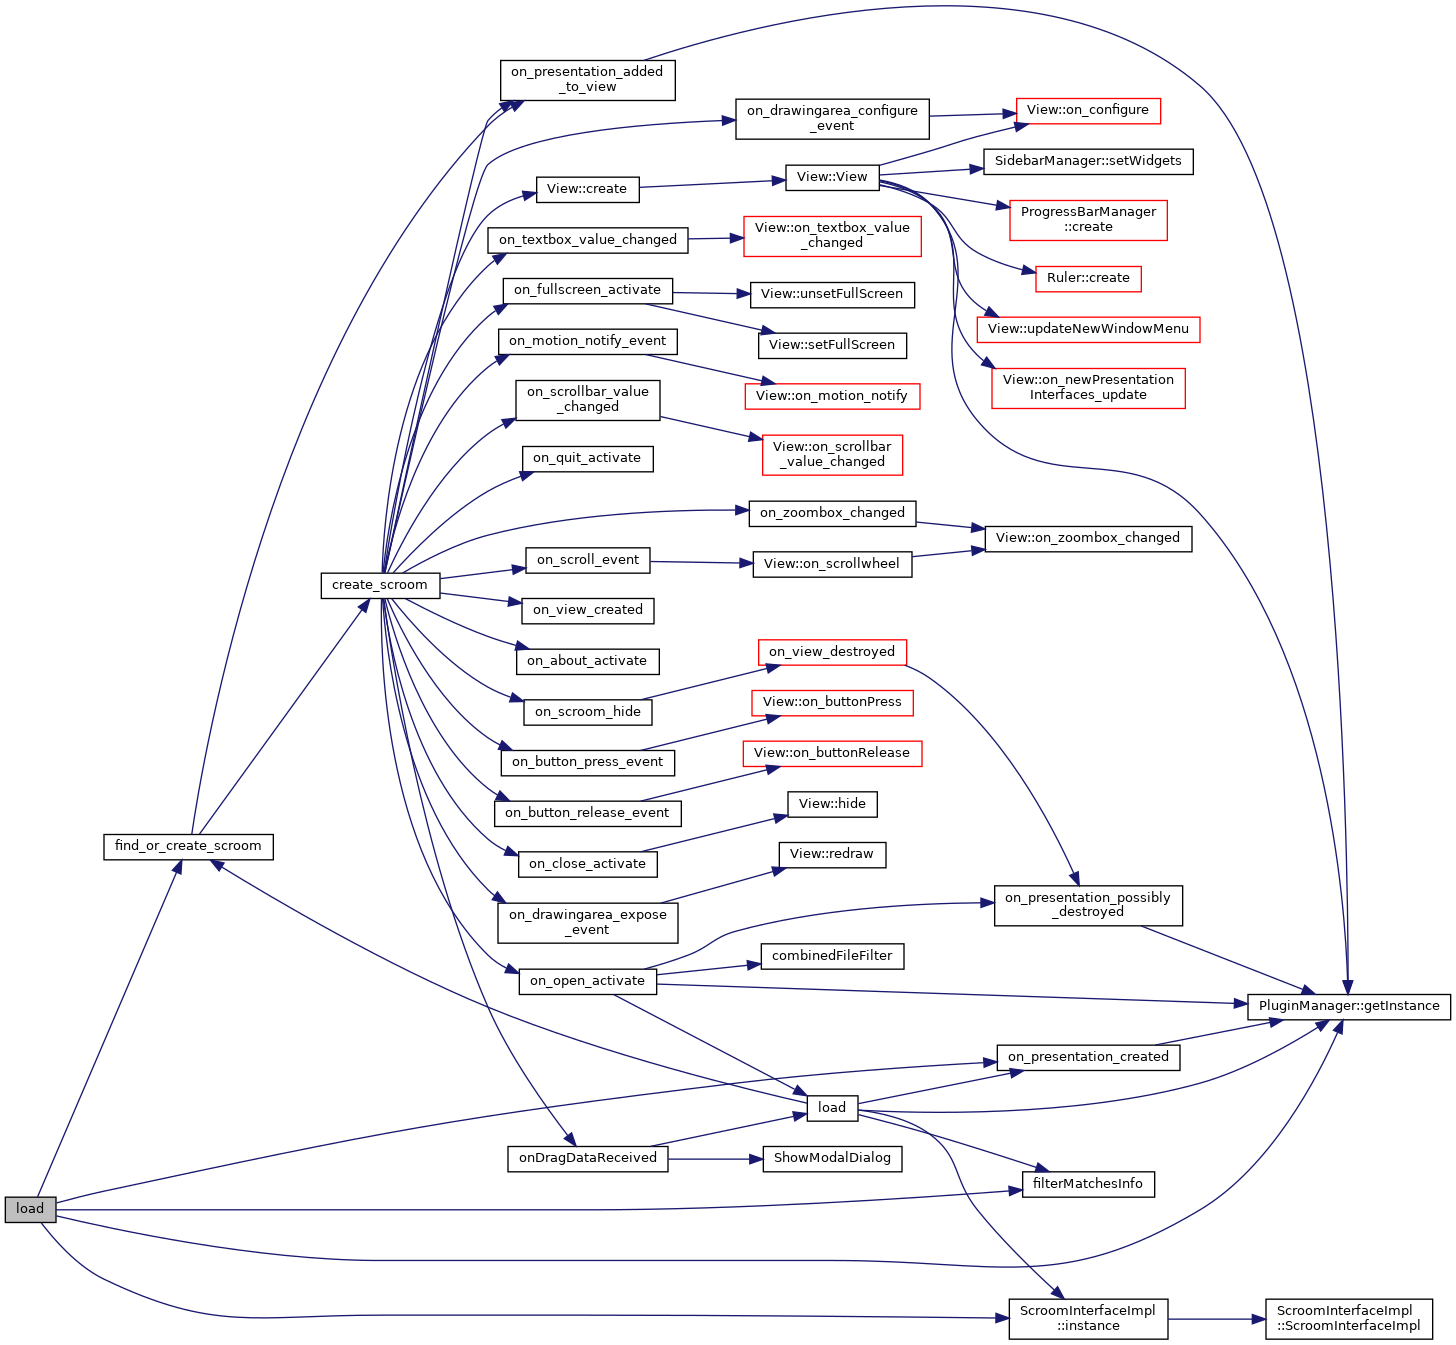 on_presentation_added
_to_view
on_drawingarea_configure
_event
View::on_configure
SidebarManager::setWidgets
View::View
View::create
ProgressBarManager
::create
on_textbox_value_changed
View::on_textbox_value
_changed
Ruler::create
on_fullscreen_activate
View::unsetFullScreen
View::updateNewWindowMenu
on_motion_notify_event
View::setFullScreen
View::on_newPresentation
Interfaces_update
on_scrollbar_value
_changed
View::on_motion_notify
on_quit_activate
View::on_scrollbar
_value_changed
on_zoombox_changed
View::on_zoombox_changed
on_scroll_event
View::on_scrollwheel
create_scroom
on_view_created
on_about_activate
on_view_destroyed
on_scroom_hide
View::on_buttonPress
on_button_press_event
View::on_buttonRelease
on_button_release_event
View::hide
find_or_create_scroom
on_close_activate
View::redraw
on_drawingarea_expose
_event
on_presentation_possibly
_destroyed
combinedFileFilter
on_open_activate
PluginManager::getInstance
on_presentation_created
load
onDragDataReceived
ShowModalDialog
filterMatchesInfo
load
ScroomInterfaceImpl
::instance
ScroomInterfaceImpl
::ScroomInterfaceImpl